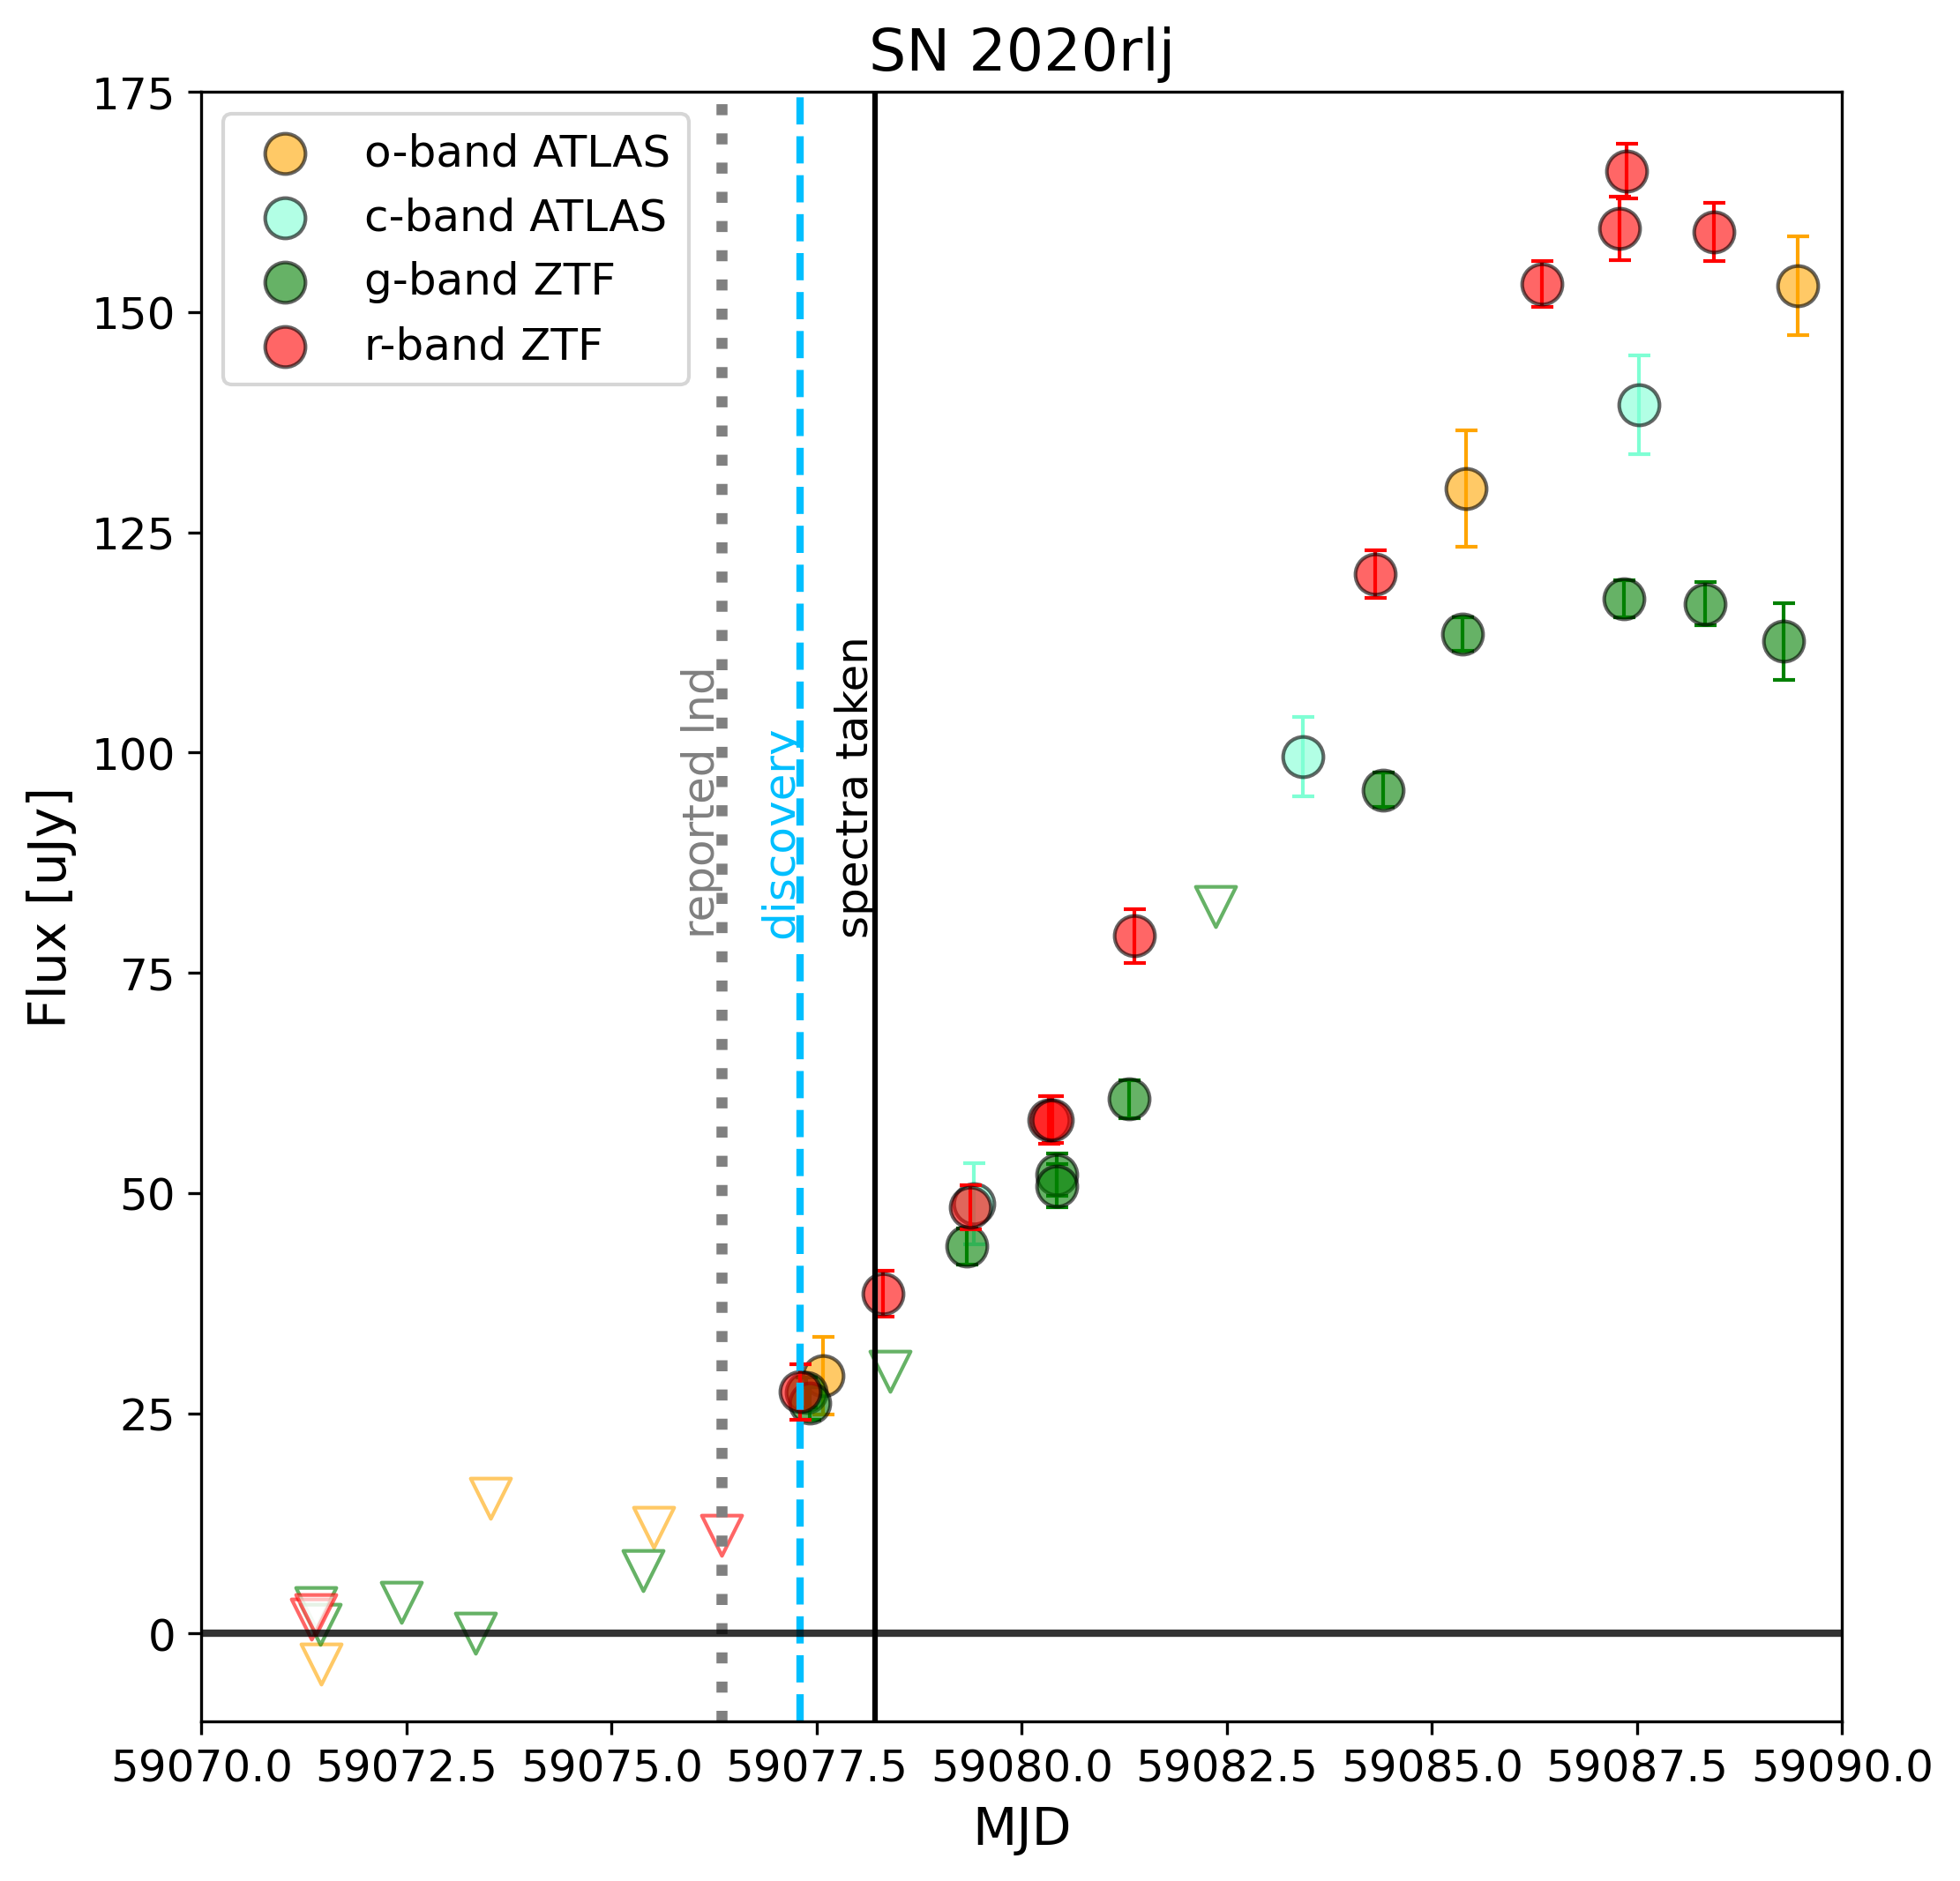 SN 2020rlj
175
150
125
100
75
50
25
0
Flux [uJy]
o-band ATLAS
c-band ATLAS
g-band ZTF
r-band ZTF
reported lnd
discovery
spectra taken
59070.0 59072.5 59075.0 59077.5 59080.0 59082.5 59085.0 59087.5 59090.0
MJD